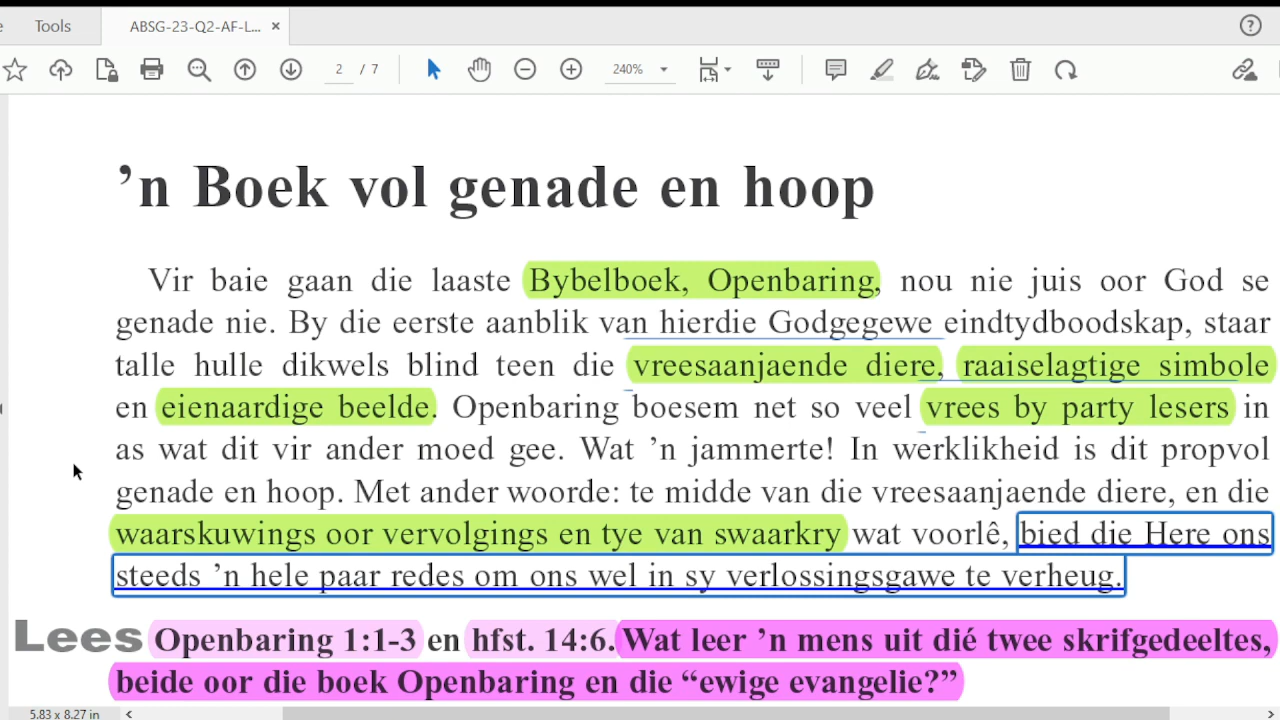 e Tools ABSG-23-Q2-AF-L... ×
2 / 7 240%
’n Boek vol genade en hoop
Vir baie gaan die laaste Bybelboek, Openbaring, nou nie juis oor God se
genade nie. By die eerste aanblik van hierdie Godgegewe eindtydboodskap, staar
talle hulle dikwels blind teen die vreesaanjaende diere, raaiselagtige simbole
en eienaardige beelde. Openbaring boesem net so veel vrees by party lesers in
as wat dit vir ander moed gee. Wat ’n jammerte! In werklikheid is dit propvol
genade en hoop. Met ander woorde: te midde van die vreesaanjaende diere, en die
waarskuwings oor vervolgings en tye van swaarkry wat voorlê, bied die Here ons
steeds ’n hele paar redes om ons wel in sy verlossingsgawe te verheug.
Lees Openbaring 1:1-3 en hfst. 14:6. Wat leer ’n mens uit dié twee skrifgedeeltes,
beide oor die boek Openbaring en die “ewige evangelie?”
5.83 x 8.27 in